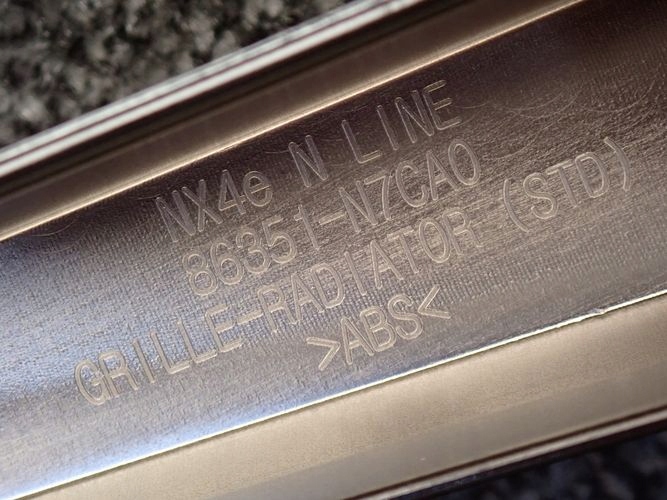 NX4e N LINE
86351-N7CA0
GRILLE-RADIATOR (STD)
>ABS<